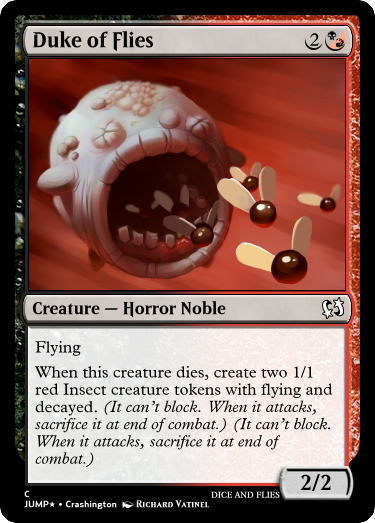 Duke of Flies
2
Creature — Horror Noble
Flying
When this creature dies, create two 1/1
red Insect creature tokens with flying and
decayed. (It can't block. When it attacks,
sacrifice it at end of combat.) (It can't block.
When it attacks, sacrifice it at end of
combat.)
2/2
C
JUMP★ • Crashington RICHARD VATINEL
DICE AND FLIES